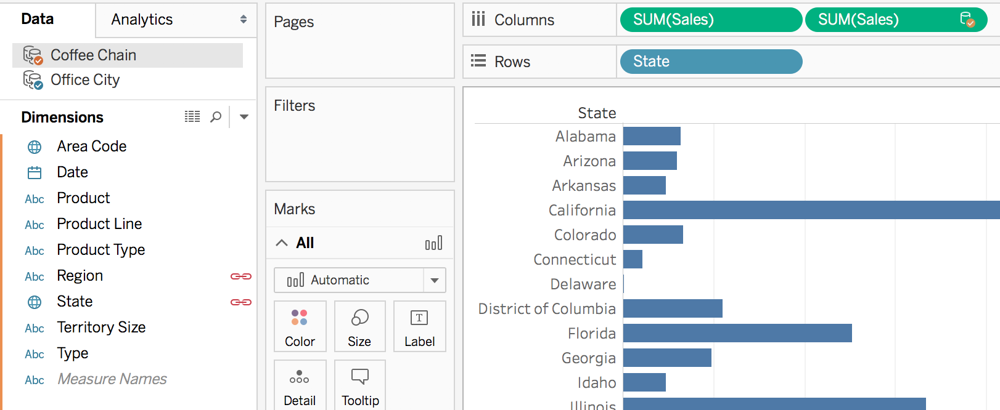 Data
Analytics
Coffee Chain
Office City
Dimensions
Area Code
Date
Abc Product
Abc Product Line
Abc Product Type
Abc Region
State
Abc Territory Size
Abc Type
Abc Measure Names
Pages
Filters
Marks
All
Automatic
Color
Size
T
Label
Detail
Tooltip
Columns
SUM(Sales)
SUM(Sales)
Rows
State
State
Alabama
Arizona
Arkansas
California
Colorado
Connecticut
Delaware
District of Columbia
Florida
Georgia
Idaho
Illinois